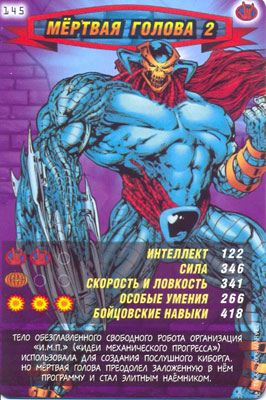 145
МЁРТВАЯ ГОЛОВА 2
ИНТЕЛЛЕКТ 122
СИЛА 346
СКОРОСТЬ И ЛОВКОСТЬ 341
ОСОБЫЕ УМЕНИЯ 266
БОЙЦОВСКИЕ НАВЫКИ 418
ТЕЛО ОБЕЗГЛАВЛЕННОГО СВОБОДНОГО РОБОТА ОРГАНИЗАЦИЯ
«И.М.П.» («ИДЕИ МЕХАНИЧЕСКОГО ПРОГРЕССА»)
ИСПОЛЬЗОВАЛА ДЛЯ СОЗДАНИЯ ПОСЛУШНОГО КИБОРГА.
НО МЁРТВАЯ ГОЛОВА ПРЕОДОЛЕЛ ЗАЛОЖЕННУЮ В НЁМ
ПРОГРАММУ И СТАЛ ЭЛИТНЫМ НАЁМНИКОМ.